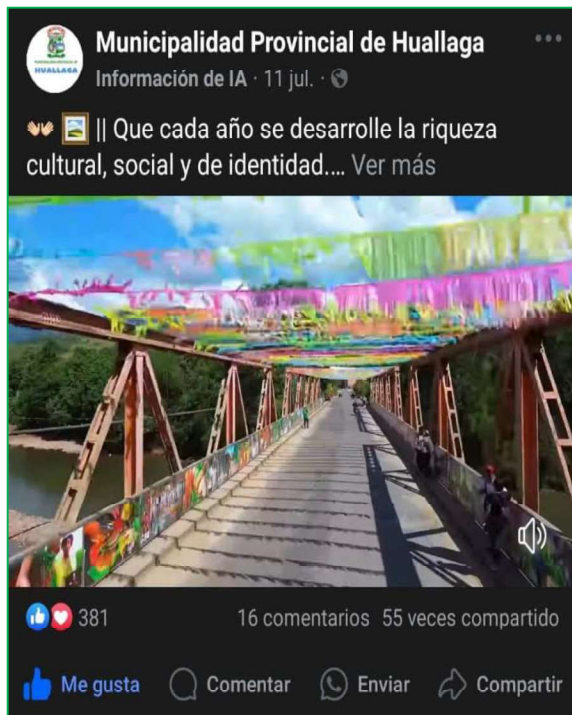 Municipalidad Provincial de Huallaga
Información de IA · 11 jul. ·
|| Que cada año se desarrolle la riqueza
cultural, social y de identidad.... Ver más
381
16 comentarios 55 veces compartido
Me gusta
Comentar
Enviar
Compartir
HUALLAGA